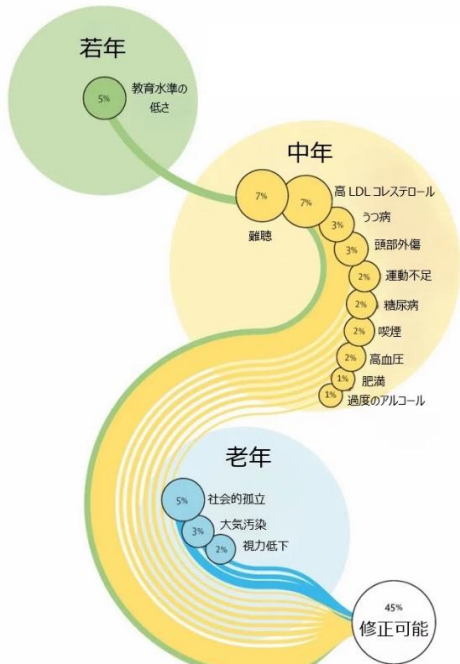 若年
5%
教育水準の
低さ
中年
7%
難聴
7%
高 LDL コレステロール
3%
うつ病
3%
頭部外傷
2%
運動不足
2%
糖尿病
2%
喫煙
2%
高血圧
1%
肥満
1%
過度のアルコール
老年
5%
社会的孤立
3%
大気汚染
2%
視力低下
45%
修正可能